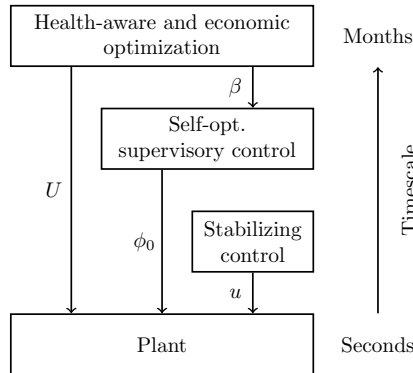 Health-aware and economic
optimization
Months
β
Self-opt.
supervisory control
U
Timescale
ϕ₀
Stabilizing
control
u
Plant
Seconds